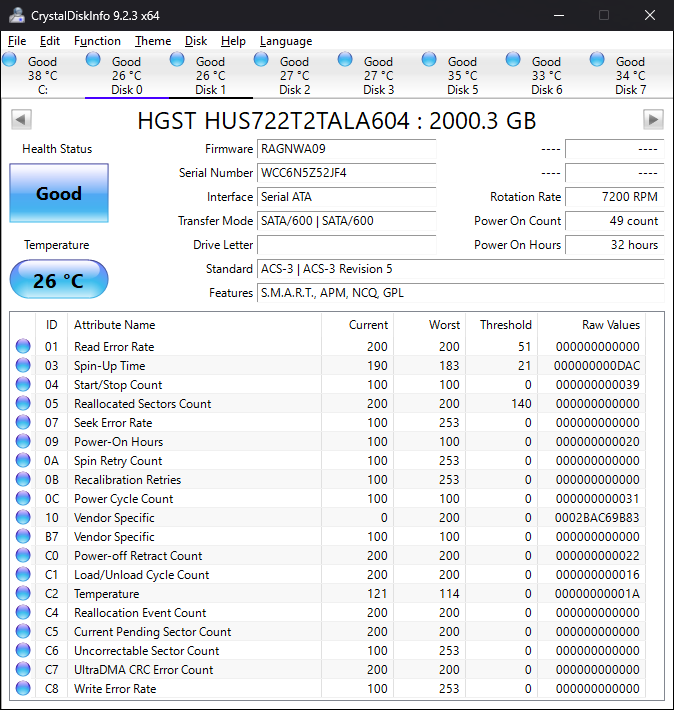 CrystalDiskInfo 9.2.3 x64
File Edit Function Theme Disk Help Language
Good Good Good Good Good Good Good Good
38 °C 26 °C 26 °C 27 °C 27 °C 35 °C 33 °C 34 °C
C: Disk 0 Disk 1 Disk 2 Disk 3 Disk 5 Disk 6 Disk 7
HGST HUS722T2TALA604 : 2000.3 GB
Health Status
Good
Temperature
26 °C
Firmware RAGNWA09 ---- ----
Serial Number WCC6N5Z52JF4 ---- ----
Interface Serial ATA Rotation Rate 7200 RPM
Transfer Mode SATA/600 | SATA/600 Power On Count 49 count
Drive Letter Power On Hours 32 hours
Standard ACS-3 | ACS-3 Revision 5
Features S.M.A.R.T., APM, NCQ, GPL
ID Attribute Name Current Worst Threshold Raw Values
01 Read Error Rate 200 200 51 000000000000
03 Spin-Up Time 190 183 21 000000000DAC
04 Start/Stop Count 100 100 0 000000000039
05 Reallocated Sectors Count 200 200 140 000000000000
07 Seek Error Rate 100 253 0 000000000000
09 Power-On Hours 100 100 0 000000000020
0A Spin Retry Count 100 253 0 000000000000
0B Recalibration Retries 100 253 0 000000000000
0C Power Cycle Count 100 100 0 000000000031
10 Vendor Specific 0 200 0 0002BAC69B83
B7 Vendor Specific 100 100 0 000000000000
C0 Power-off Retract Count 200 200 0 000000000022
C1 Load/Unload Cycle Count 200 200 0 000000000016
C2 Temperature 121 114 0 00000000001A
C4 Reallocation Event Count 200 200 0 000000000000
C5 Current Pending Sector Count 200 200 0 000000000000
C6 Uncorrectable Sector Count 100 253 0 000000000000
C7 UltraDMA CRC Error Count 200 200 0 000000000000
C8 Write Error Rate 100 253 0 000000000000